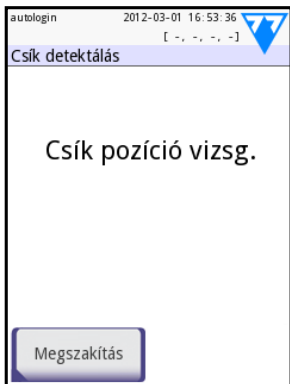 autologin 2012-03-01 16:53:36
[ -, -, -, -]
Csík detektálás
Csík pozíció vizsg.
Megszakítás